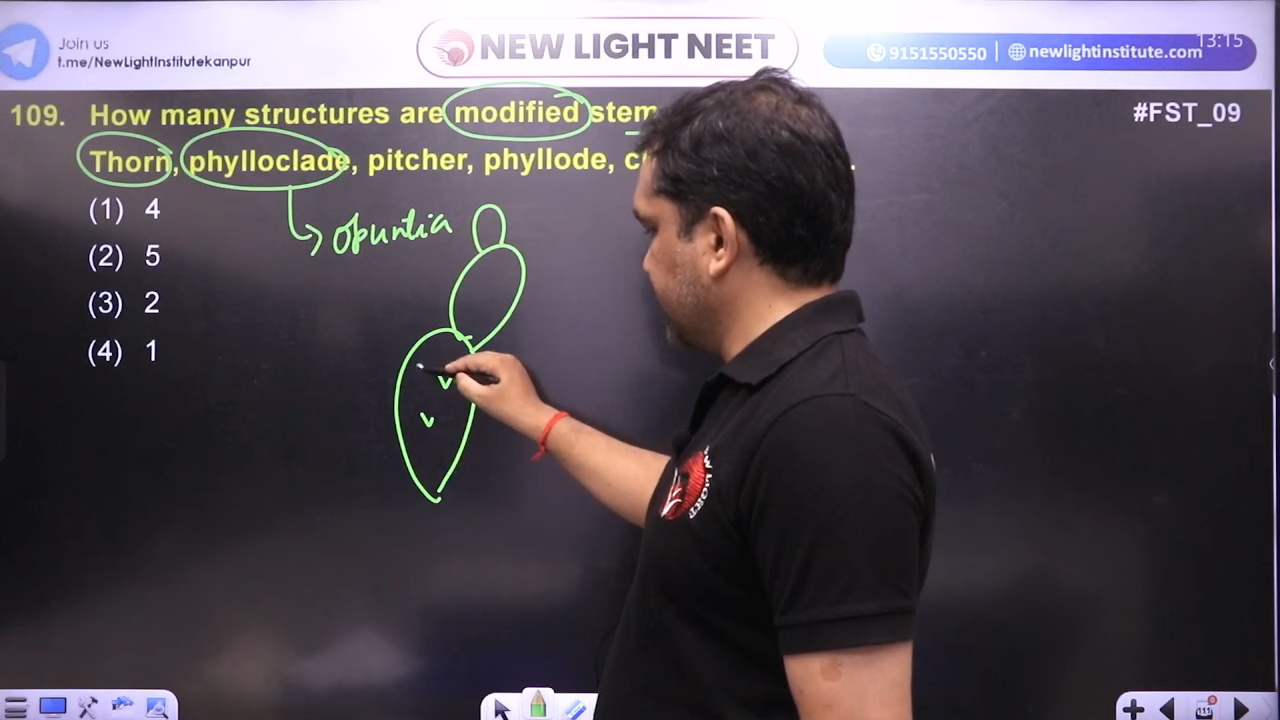 Join us
t.me/NewLightInstitutekanpur
NEW LIGHT NEET
9151550550 | newlightinstitute.com
13:15
109. How many structures are modified stem
#FST_09
Thorn, phylloclade, pitcher, phyllode,
(1) 4
opuntia
(2) 5
(3) 2
(4) 1